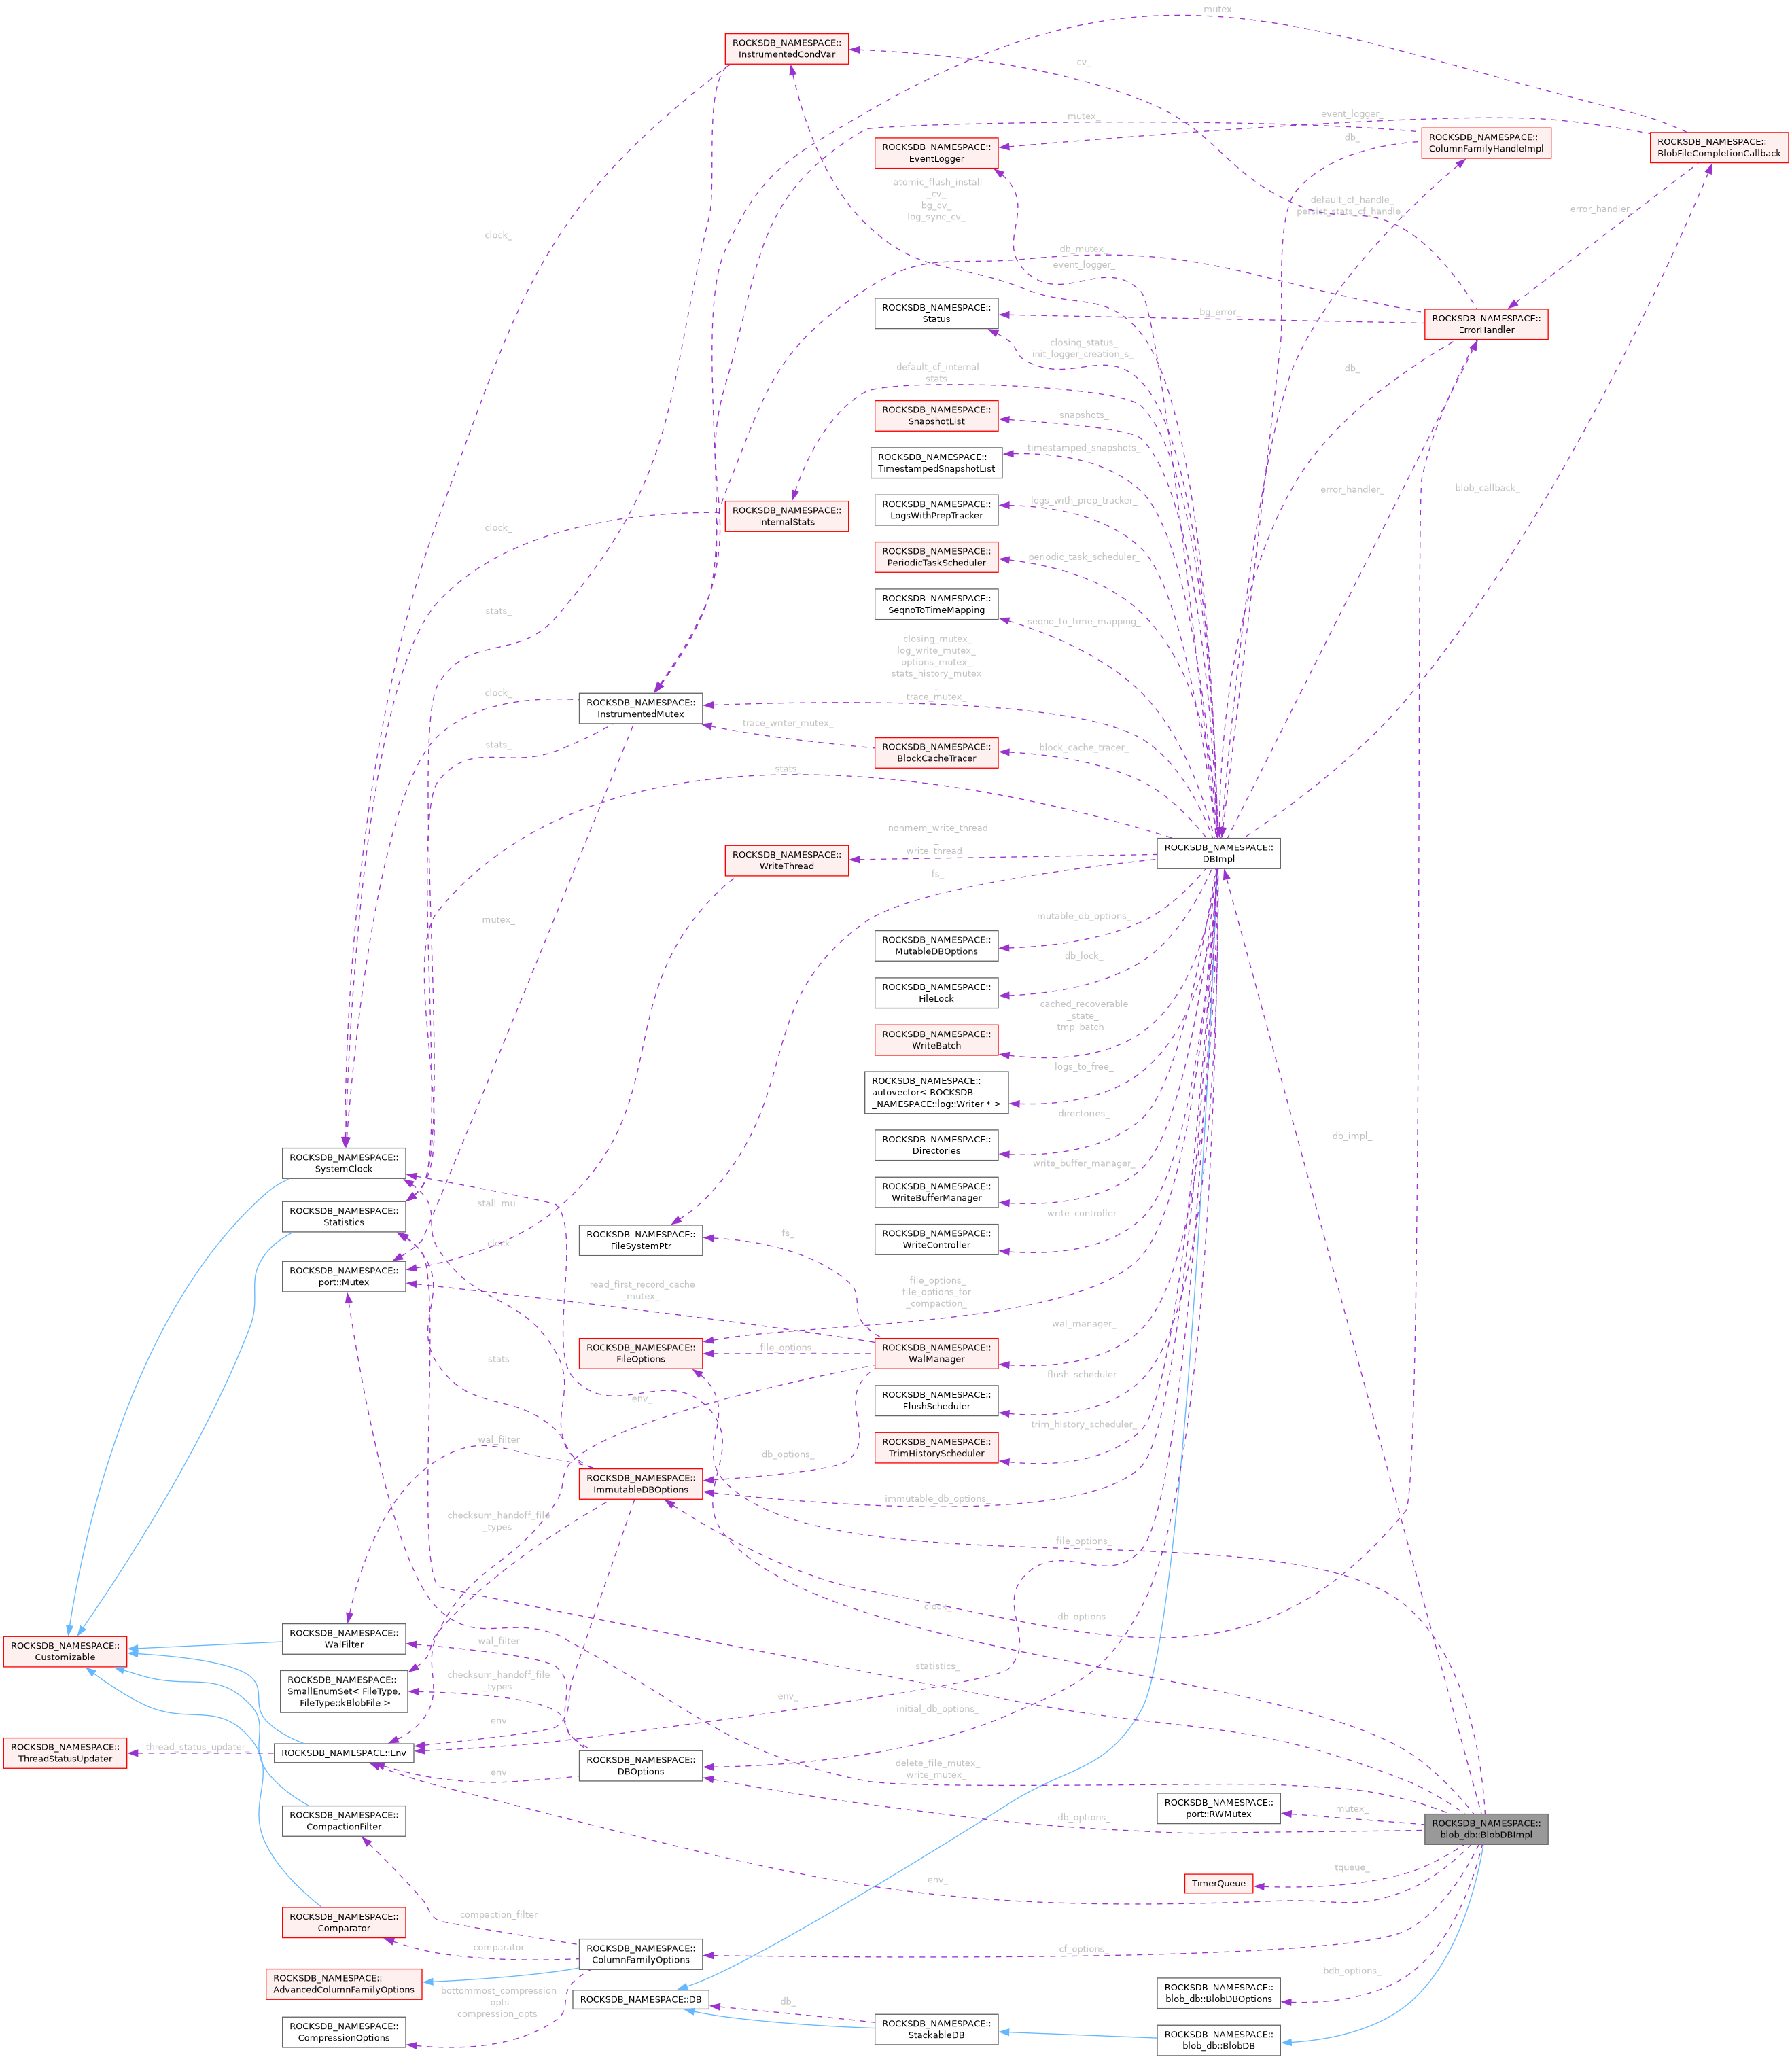 mutex_
ROCKSDB_NAMESPACE::
InstrumentedCondVar
cv_
mutex_
event_logger_
db_
ROCKSDB_NAMESPACE::
ColumnFamilyHandleImpl
ROCKSDB_NAMESPACE::
BlobFileCompletionCallback
ROCKSDB_NAMESPACE::
EventLogger
atomic_flush_install
_cv_
bg_cv_
log_sync_cv_
default_cf_handle_
persist_stats_cf_handle_
error_handler_
clock_
db_mutex_
event_logger_
ROCKSDB_NAMESPACE::
Status
bg_error_
ROCKSDB_NAMESPACE::
ErrorHandler
closing_status_
init_logger_creation_s_
default_cf_internal
_stats_
db_
ROCKSDB_NAMESPACE::
SnapshotList
snapshots_
ROCKSDB_NAMESPACE::
TimestampedSnapshotList
timestamped_snapshots_
error_handler_
blob_callback_
ROCKSDB_NAMESPACE::
LogsWithPrepTracker
logs_with_prep_tracker_
ROCKSDB_NAMESPACE::
InternalStats
clock_
ROCKSDB_NAMESPACE::
PeriodicTaskScheduler
periodic_task_scheduler_
ROCKSDB_NAMESPACE::
SeqnoToTimeMapping
seqno_to_time_mapping_
stats_
closing_mutex_
log_write_mutex_
options_mutex_
stats_history_mutex
_
trace_mutex_
clock_
ROCKSDB_NAMESPACE::
InstrumentedMutex
trace_writer_mutex_
stats_
ROCKSDB_NAMESPACE::
BlockCacheTracer
block_cache_tracer_
stats_
nonmem_write_thread
_
write_thread_
ROCKSDB_NAMESPACE::
WriteThread
fs_
ROCKSDB_NAMESPACE::
DBImpl
mutex_
mutable_db_options_
ROCKSDB_NAMESPACE::
MutableDBOptions
db_lock_
ROCKSDB_NAMESPACE::
FileLock
cached_recoverable
_state_
tmp_batch_
ROCKSDB_NAMESPACE::
WriteBatch
logs_to_free_
ROCKSDB_NAMESPACE::
autovector< ROCKSDB
_NAMESPACE::log::Writer * >
directories_
ROCKSDB_NAMESPACE::
Directories
db_impl_
ROCKSDB_NAMESPACE::
SystemClock
write_buffer_manager_
ROCKSDB_NAMESPACE::
WriteBufferManager
ROCKSDB_NAMESPACE::
Statistics
stall_mu_
write_controller_
ROCKSDB_NAMESPACE::
WriteController
ROCKSDB_NAMESPACE::
FileSystemPtr
fs_
clock
ROCKSDB_NAMESPACE::
port::Mutex
read_first_record_cache
_mutex_
file_options_
file_options_for
_compaction_
wal_manager_
ROCKSDB_NAMESPACE::
FileOptions
file_options_
ROCKSDB_NAMESPACE::
WalManager
stats
flush_scheduler_
ROCKSDB_NAMESPACE::
FlushScheduler
env_
wal_filter
db_options_
trim_history_scheduler_
ROCKSDB_NAMESPACE::
TrimHistoryScheduler
ROCKSDB_NAMESPACE::
ImmutableDBOptions
immutable_db_options_
checksum_handoff_file
_types
file_options_
clock_
db_options_
ROCKSDB_NAMESPACE::
Customizable
ROCKSDB_NAMESPACE::
WalFilter
wal_filter
checksum_handoff_file
_types
ROCKSDB_NAMESPACE::
SmallEnumSet< FileType,
FileType::kBlobFile >
statistics_
env_
initial_db_options_
env
ROCKSDB_NAMESPACE::
ThreadStatusUpdater
thread_status_updater_
ROCKSDB_NAMESPACE::Env
env
ROCKSDB_NAMESPACE::
DBOptions
delete_file_mutex_
write_mutex_
ROCKSDB_NAMESPACE::
CompactionFilter
db_options_
ROCKSDB_NAMESPACE::
port::RWMutex
mutex_
ROCKSDB_NAMESPACE::
blob_db::BlobDBImpl
env_
TimerQueue
tqueue_
compaction_filter
ROCKSDB_NAMESPACE::
Comparator
comparator
ROCKSDB_NAMESPACE::
ColumnFamilyOptions
cf_options_
ROCKSDB_NAMESPACE::
AdvancedColumnFamilyOptions
bottommost_compression
_opts
compression_opts
ROCKSDB_NAMESPACE::DB
db_
ROCKSDB_NAMESPACE::
blob_db::BlobDBOptions
bdb_options_
ROCKSDB_NAMESPACE::
CompressionOptions
ROCKSDB_NAMESPACE::
StackableDB
ROCKSDB_NAMESPACE::
blob_db::BlobDB